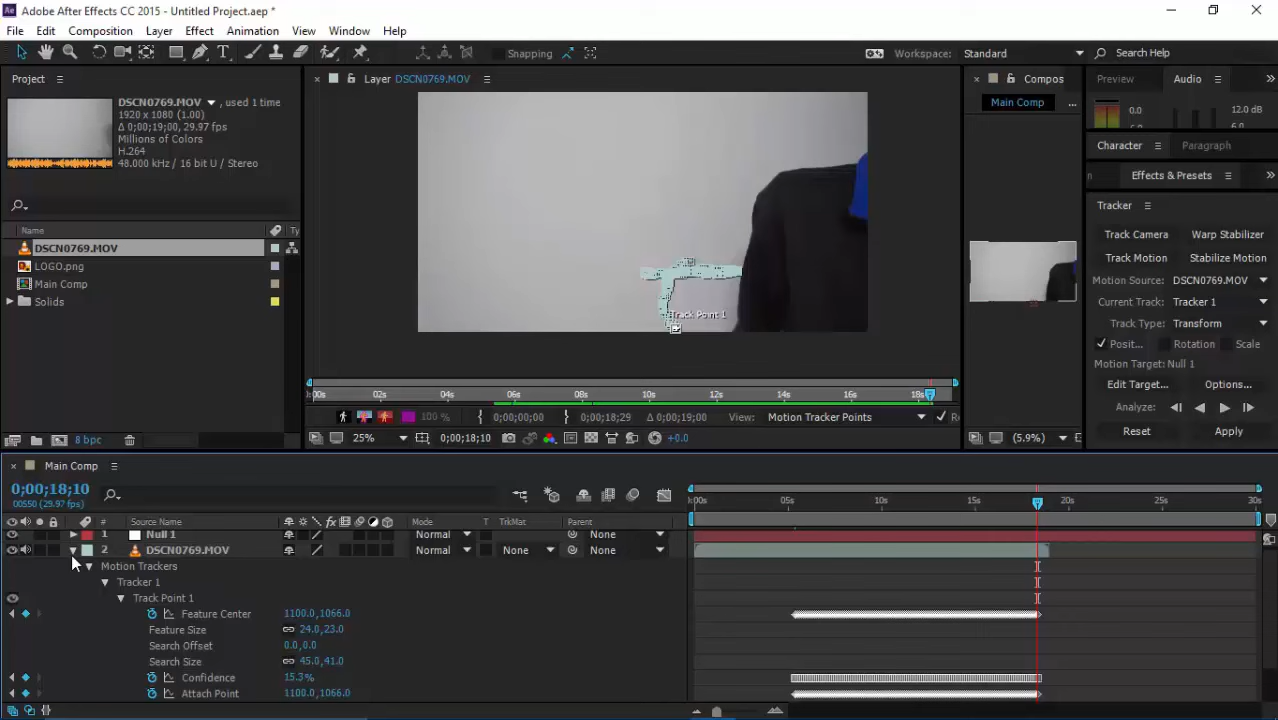 Adobe After Effects CC 2015 - Untitled Project.aep *
File Edit Composition Layer Effect Animation View Window Help
Snapping Workspace: Standard Search Help
Project
DSCN0769.MOV ▼, used 1 time
1920 x 1080 (1.00)
Δ 0;00;19;00, 29.97 fps
Millions of Colors
H.264
48.000 kHz / 16 bit U / Stereo
Name Ty
DSCN0769.MOV
LOGO.png
Main Comp
Solids
8 bpc
Layer DSCN0769.MOV
Track Point 1
:00s 02s 04s 06s 08s 10s 12s 14s 16s 18s
100 % 0;00;00;00 0;00;18;29 Δ 0;00;19;00 View: Motion Tracker Points Re
25% 0;00;18;10 +0.0
Compos
Main Comp ...
(5.9%)
Preview Audio
0.0 12.0 dB
Character Paragraph
Effects & Presets
Tracker
Track Camera Warp Stabilizer
Track Motion Stabilize Motion
Motion Source: DSCN0769.MOV
Current Track: Tracker 1
Track Type: Transform
Posit... Rotation Scale
Motion Target: Null 1
Edit Target... Options...
Analyze:
Reset Apply
Main Comp
0;00;18;10
00550 (29.97 fps)
:00s 05s 10s 15s 20s 25s 30s
# Source Name Mode T TrkMat Parent
1 Null 1 Normal None
2 DSCN0769.MOV Normal None None
Motion Trackers
Tracker 1
Track Point 1
Feature Center 1100.0,1066.0
Feature Size 24.0,23.0
Search Offset 0.0,0.0
Search Size 45.0,41.0
Confidence 15.3%
Attach Point 1100.0,1066.0